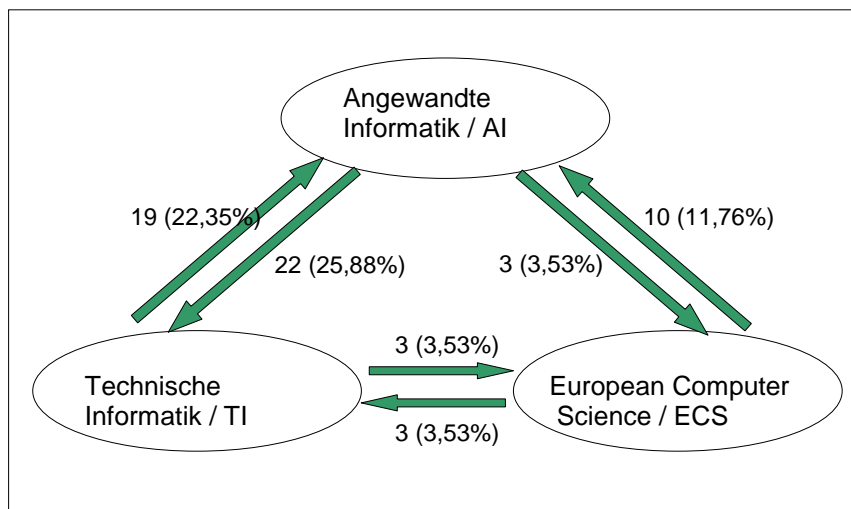 Angewandte
Informatik / AI
19 (22,35%)
10 (11,76%)
22 (25,88%)
3 (3,53%)
3 (3,53%)
Technische
Informatik / TI
European Computer
Science / ECS
3 (3,53%)